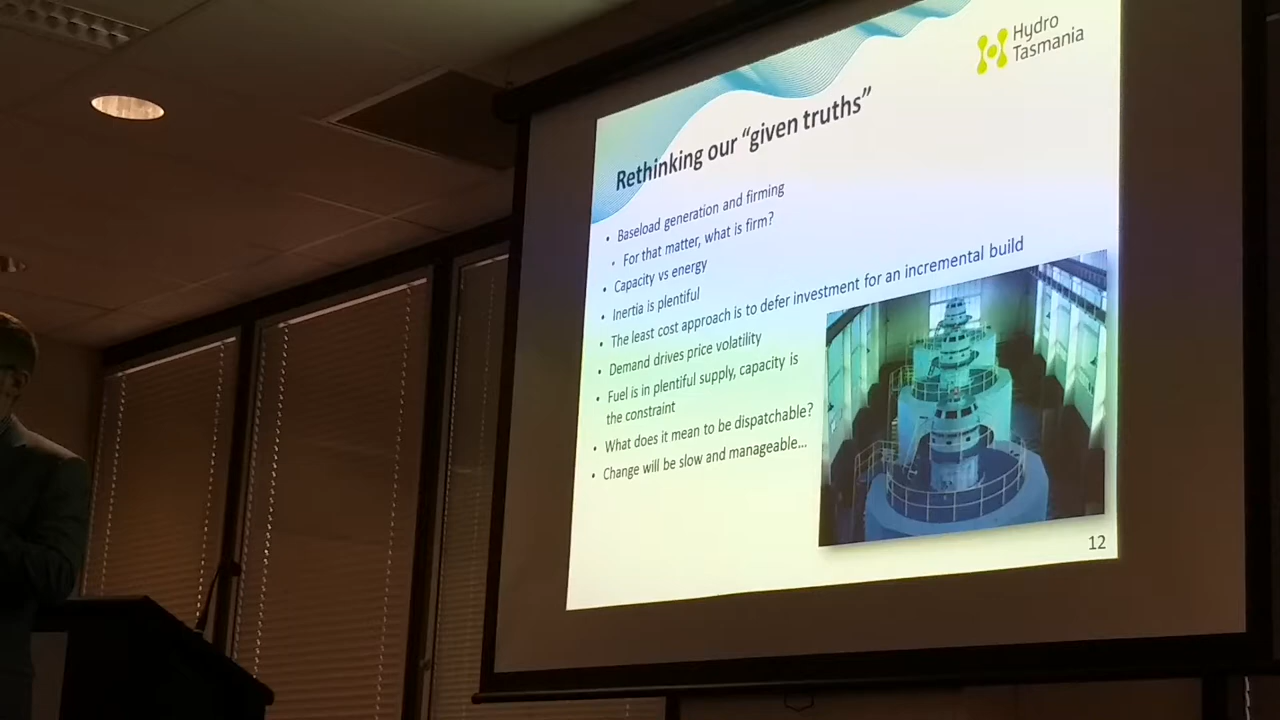 Hydro
Tasmania
Rethinking our “given truths”
• Baseload generation and firming
• For that matter, what is firm?
• Capacity vs energy
• Inertia is plentiful
• The least cost approach is to defer investment for an incremental build
• Demand drives price volatility
• Fuel is in plentiful supply, capacity is
the constraint
• What does it mean to be dispatchable?
• Change will be slow and manageable...
12